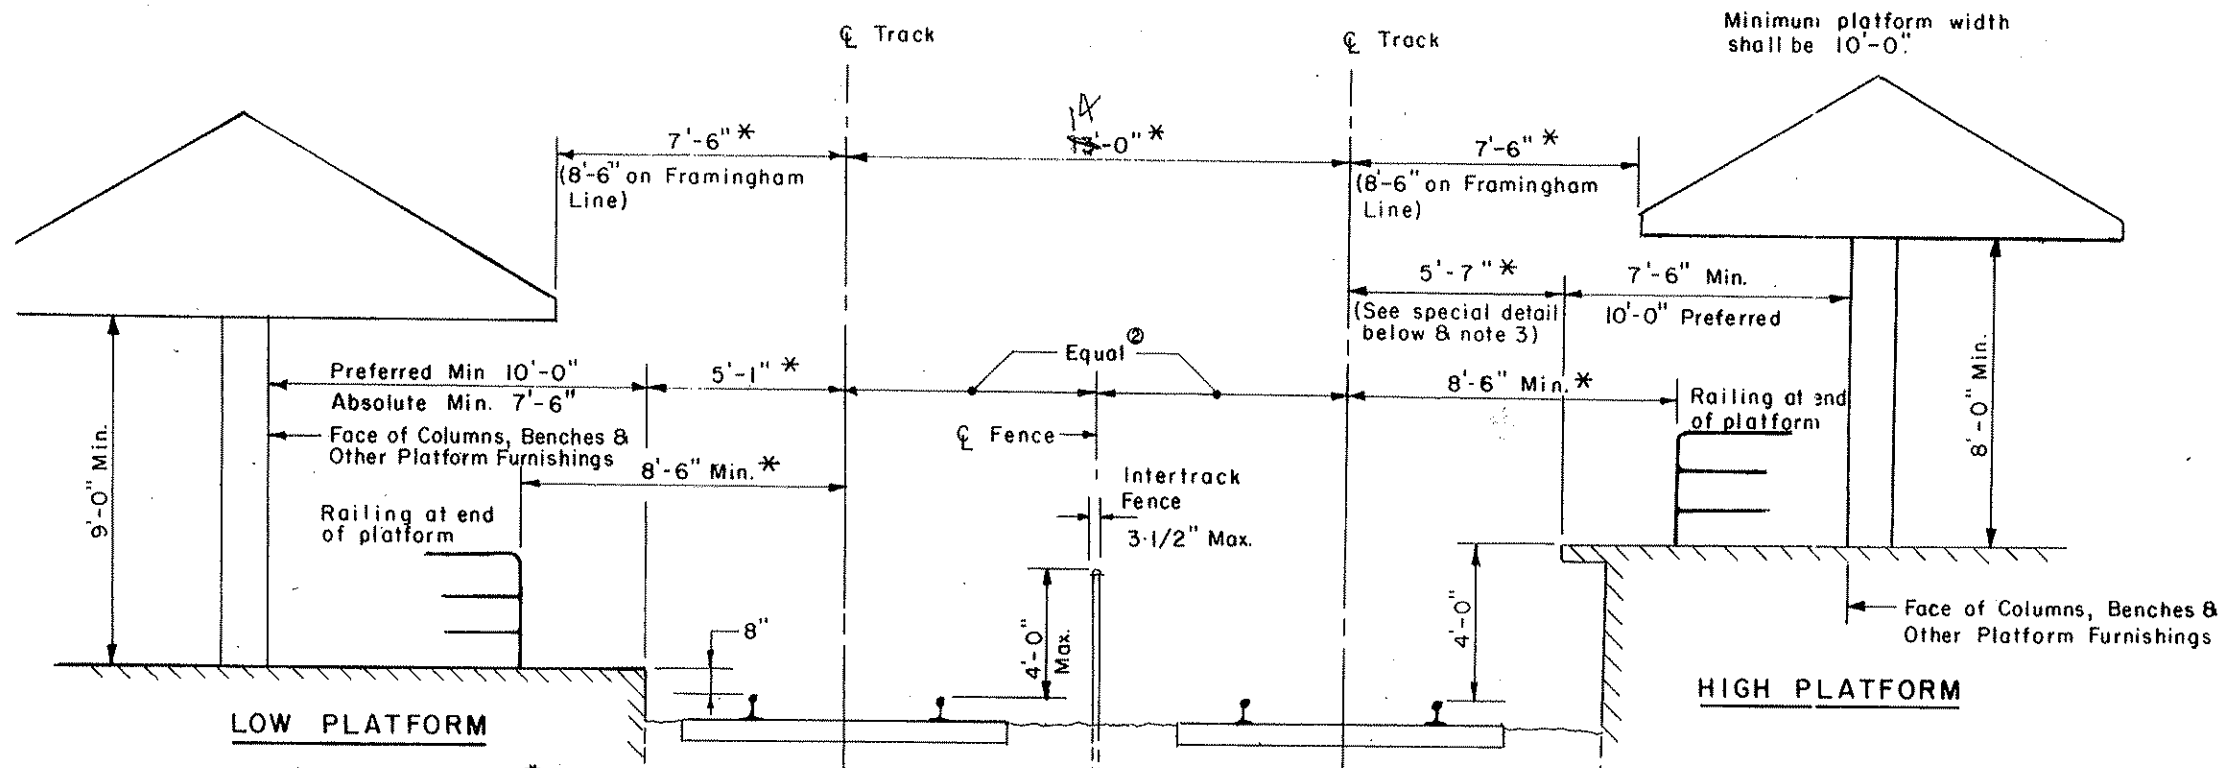 ℄ Track
℄ Track
Minimum platform width
shall be 10'-0".
7'-6" *
(8'-6" on Framingham
Line)
14
13'-0" *
7'-6" *
(8'-6" on Framingham
Line)
5'-7" *
(See special detail
below & note 3)
7'-6" Min.
10'-0" Preferred
Equal ②
Preferred Min 10'-0"
Absolute Min. 7'-6"
5'-1" *
8'-6" Min. *
Railing at end
of platform
Face of Columns, Benches &
Other Platform Furnishings
℄ Fence
8'-6" Min. *
9'-0" Min.
8'-0" Min.
Intertrack
Fence
3-1/2" Max.
Railing at end
of platform
8"
4'-0"
Max.
4'-0"
Face of Columns, Benches &
Other Platform Furnishings
LOW PLATFORM
HIGH PLATFORM